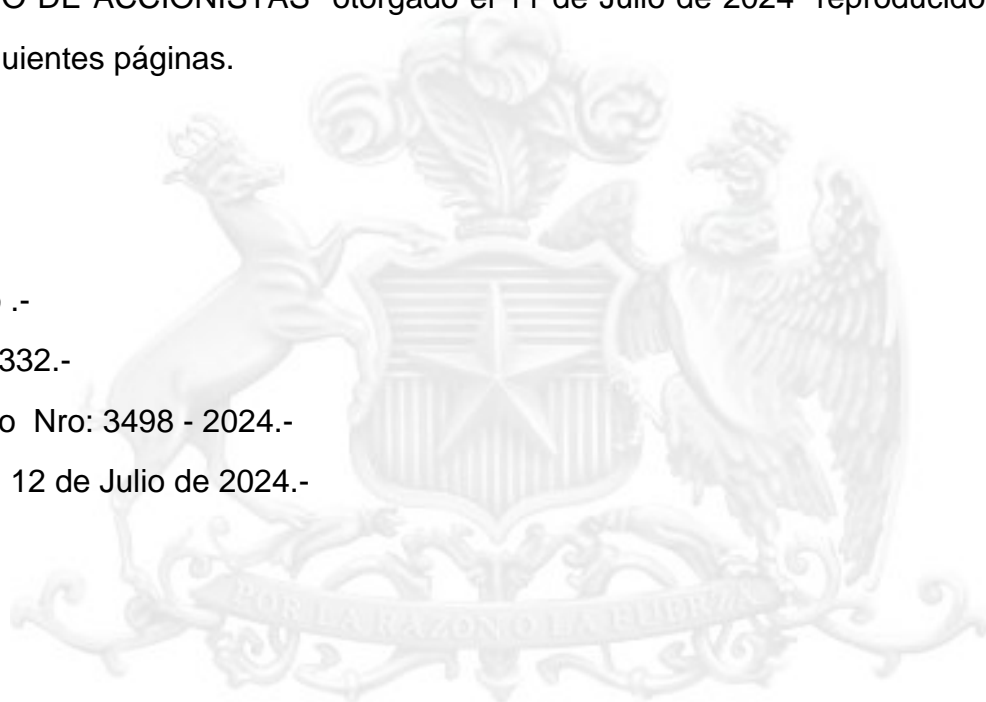 O DE ACCIONISTAS" otorgado el 11 de Julio de 2024 reproducido
uientes páginas.
.-
332.-
o Nro: 3498 - 2024.-
12 de Julio de 2024.-
POR LA RAZON O LA FUERZA